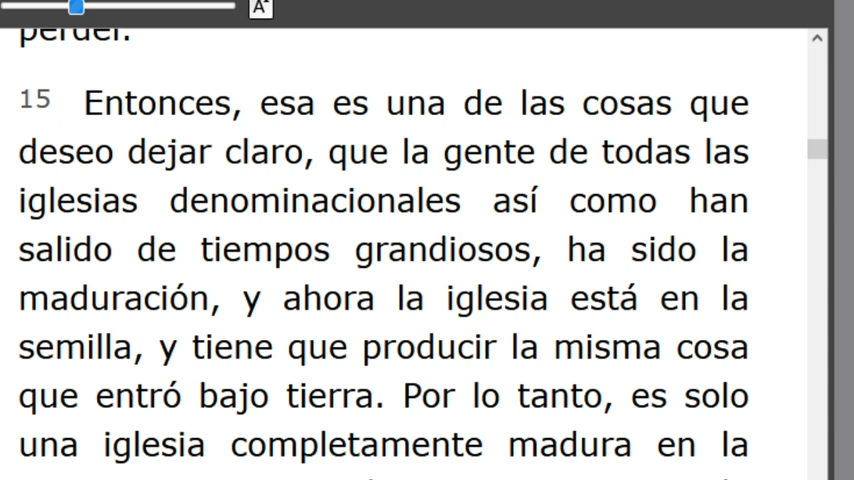 A
perder.
15 Entonces, esa es una de las cosas que
deseo dejar claro, que la gente de todas las
iglesias denominacionales así como han
salido de tiempos grandiosos, ha sido la
maduración, y ahora la iglesia está en la
semilla, y tiene que producir la misma cosa
que entró bajo tierra. Por lo tanto, es solo
una iglesia completamente madura en la